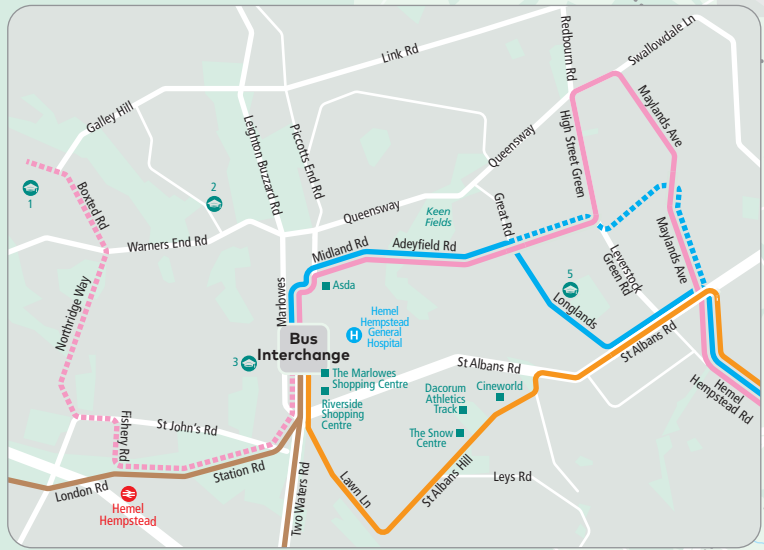 Redbourn Rd
Swallowdale Ln
Link Rd
Galley Hill
Leighton Buzzard Rd
Piccotts End Rd
Queensway
High Street Green
Maylands Ave
1
Boxted Rd
2
Queensway
Great Rd
Keen
Fields
Warners End Rd
Midland Rd
Adeyfield Rd
Leverstock
Green Rd
Maylands Ave
Northridge Way
Marlowes
Asda
5
Longlands
Hemel
Hempstead
General
Hospital
H
Bus
Interchange
St Albans Rd
3
St Albans Rd
The Marlowes
Shopping Centre
Riverside
Shopping
Centre
Dacorum
Athletics
Track
Cineworld
Hemel
Hempstead Rd
The Snow
Centre
Fishery Rd
St John's Rd
Station Rd
Lawn Ln
St Albans Hill
Leys Rd
London Rd
Two Waters Rd
Hemel
Hempstead